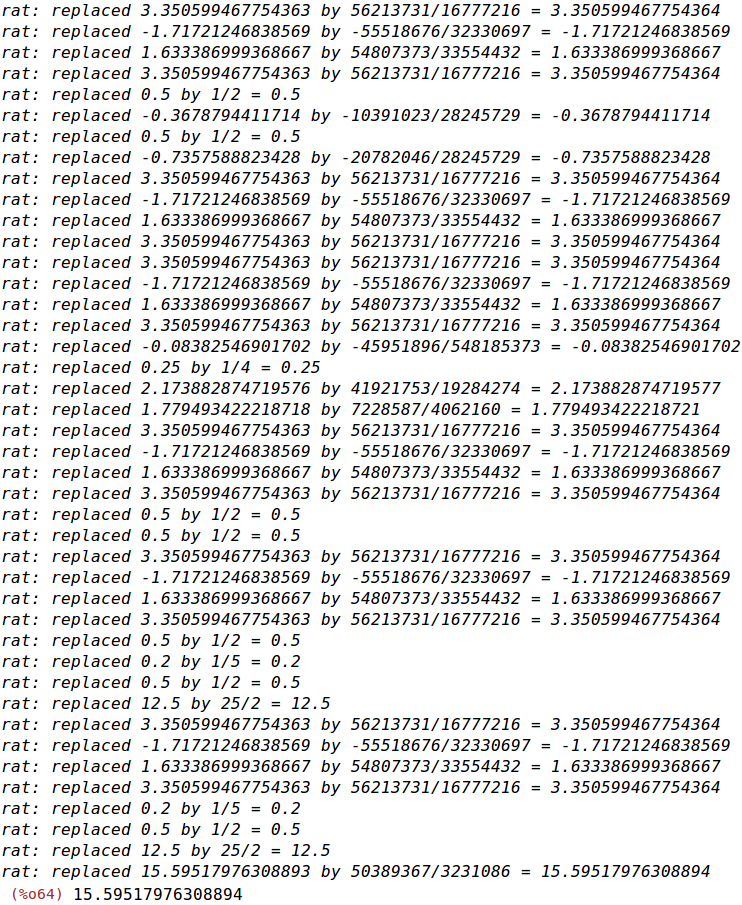 rat: replaced 3.350599467754363 by 56213731/16777216 = 3.350599467754364
rat: replaced -1.71721246838569 by -55518676/32330697 = -1.71721246838569
rat: replaced 1.633386999368667 by 54807373/33554432 = 1.633386999368667
rat: replaced 3.350599467754363 by 56213731/16777216 = 3.350599467754364
rat: replaced 0.5 by 1/2 = 0.5
rat: replaced -0.3678794411714 by -10391023/28245729 = -0.3678794411714
rat: replaced 0.5 by 1/2 = 0.5
rat: replaced -0.7357588823428 by -20782046/28245729 = -0.7357588823428
rat: replaced 3.350599467754363 by 56213731/16777216 = 3.350599467754364
rat: replaced -1.71721246838569 by -55518676/32330697 = -1.71721246838569
rat: replaced 1.633386999368667 by 54807373/33554432 = 1.633386999368667
rat: replaced 3.350599467754363 by 56213731/16777216 = 3.350599467754364
rat: replaced 3.350599467754363 by 56213731/16777216 = 3.350599467754364
rat: replaced -1.71721246838569 by -55518676/32330697 = -1.71721246838569
rat: replaced 1.633386999368667 by 54807373/33554432 = 1.633386999368667
rat: replaced 3.350599467754363 by 56213731/16777216 = 3.350599467754364
rat: replaced -0.08382546901702 by -45951896/548185373 = -0.08382546901702
rat: replaced 0.25 by 1/4 = 0.25
rat: replaced 2.173882874719576 by 41921753/19284274 = 2.173882874719577
rat: replaced 1.779493422218718 by 7228587/4062160 = 1.779493422218721
rat: replaced 3.350599467754363 by 56213731/16777216 = 3.350599467754364
rat: replaced -1.71721246838569 by -55518676/32330697 = -1.71721246838569
rat: replaced 1.633386999368667 by 54807373/33554432 = 1.633386999368667
rat: replaced 3.350599467754363 by 56213731/16777216 = 3.350599467754364
rat: replaced 0.5 by 1/2 = 0.5
rat: replaced 0.5 by 1/2 = 0.5
rat: replaced 3.350599467754363 by 56213731/16777216 = 3.350599467754364
rat: replaced -1.71721246838569 by -55518676/32330697 = -1.71721246838569
rat: replaced 1.633386999368667 by 54807373/33554432 = 1.633386999368667
rat: replaced 3.350599467754363 by 56213731/16777216 = 3.350599467754364
rat: replaced 0.5 by 1/2 = 0.5
rat: replaced 0.2 by 1/5 = 0.2
rat: replaced 0.5 by 1/2 = 0.5
rat: replaced 12.5 by 25/2 = 12.5
rat: replaced 3.350599467754363 by 56213731/16777216 = 3.350599467754364
rat: replaced -1.71721246838569 by -55518676/32330697 = -1.71721246838569
rat: replaced 1.633386999368667 by 54807373/33554432 = 1.633386999368667
rat: replaced 3.350599467754363 by 56213731/16777216 = 3.350599467754364
rat: replaced 0.2 by 1/5 = 0.2
rat: replaced 0.5 by 1/2 = 0.5
rat: replaced 12.5 by 25/2 = 12.5
rat: replaced 15.59517976308893 by 50389367/3231086 = 15.59517976308894
(%o64) 15.59517976308894